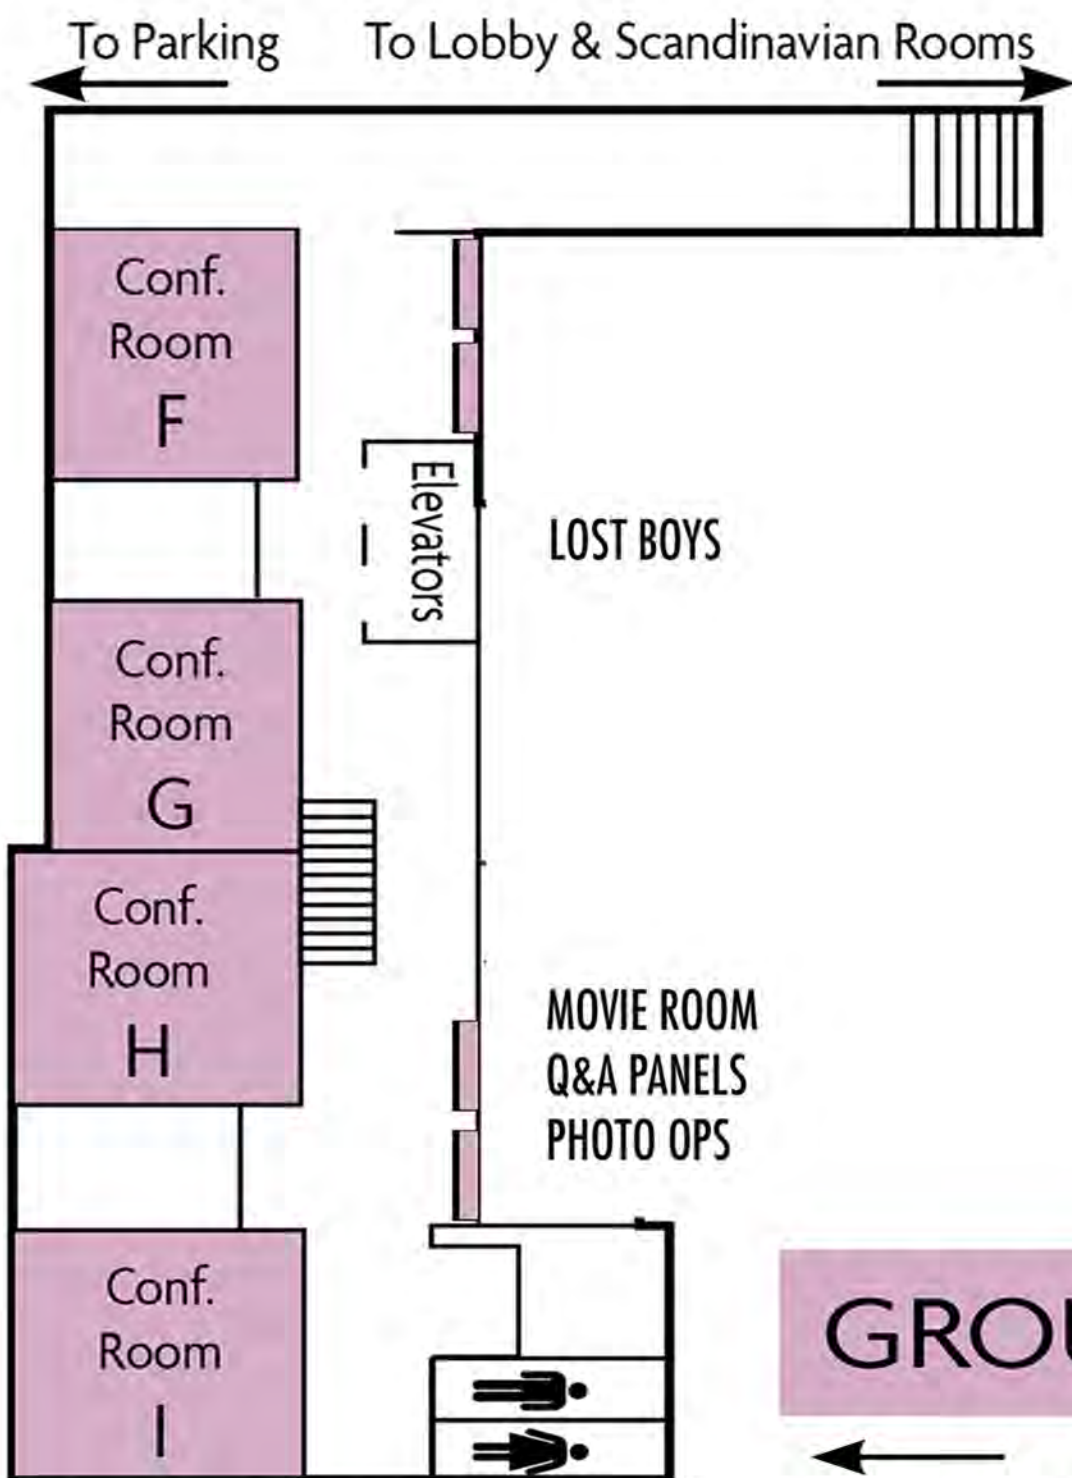 To Parking
To Lobby & Scandinavian Rooms
Conf.
Room
F
Elevators
LOST BOYS
Conf.
Room
G
Conf.
Room
H
MOVIE ROOM
Q&A PANELS
PHOTO OPS
Conf.
Room
I
GROU